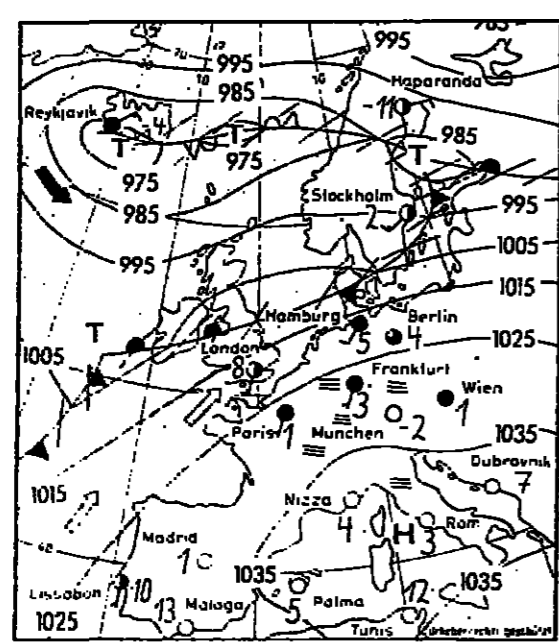 995
985
995
985
Haparanda
-11
Reykjavik
-4
T
T
975
T
985
975
985
Stockholm
-2
995
995
1005
1015
T
Hamburg
-5
Berlin
4
1025
1005
London
8
Frankfurt
-3
Wien
1
Paris
1
München
-2
1035
Dubrovnik
7
1015
Nizza
4
H
Rom
3
Madrid
1
1035
1035
Lissabon
10
13
Malaga
5
Palma
12
Tunis
2
1025